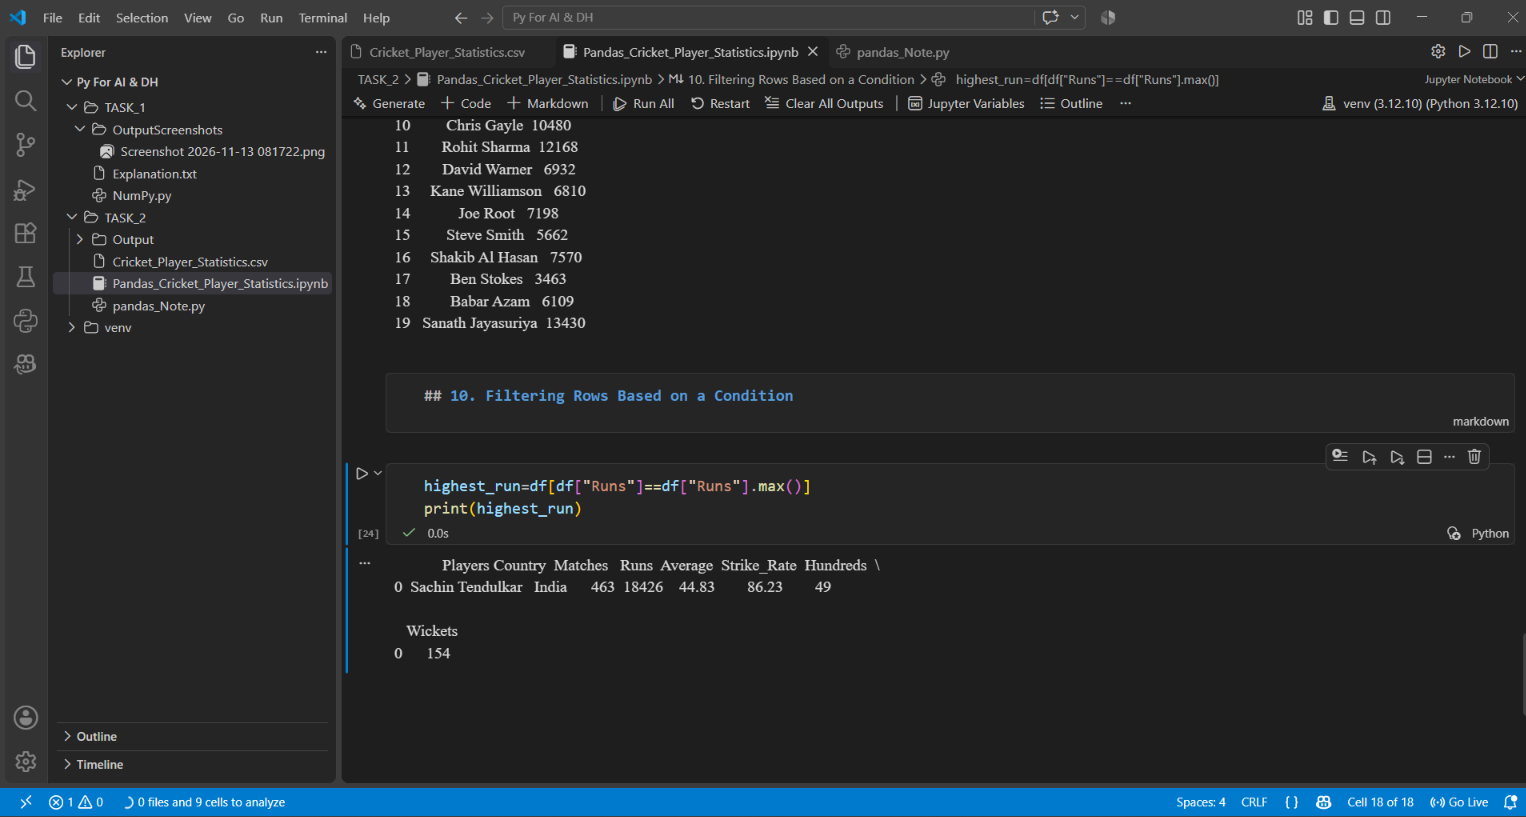 File Edit Selection View Go Run Terminal Help
Py For AI & DH
Explorer
Py For AI & DH
TASK_1
OutputScreenshots
Screenshot 2026-11-13 081722.png
Explanation.txt
NumPy.py
TASK_2
Output
Cricket_Player_Statistics.csv
Pandas_Cricket_Player_Statistics.ipynb
pandas_Note.py
venv
Outline
Timeline
Cricket_Player_Statistics.csv Pandas_Cricket_Player_Statistics.ipynb pandas_Note.py
TASK_2 > Pandas_Cricket_Player_Statistics.ipynb > M↓ 10. Filtering Rows Based on a Condition > highest_run=df[df["Runs"]==df["Runs"].max()]
Jupyter Notebook
Generate + Code + Markdown Run All Restart Clear All Outputs Jupyter Variables Outline ...
venv (3.12.10) (Python 3.12.10)
10 Chris Gayle 10480
11 Rohit Sharma 12168
12 David Warner 6932
13 Kane Williamson 6810
14 Joe Root 7198
15 Steve Smith 5662
16 Shakib Al Hasan 7570
17 Ben Stokes 3463
18 Babar Azam 6109
19 Sanath Jayasuriya 13430
## 10. Filtering Rows Based on a Condition
markdown
highest_run=df[df["Runs"]==df["Runs"].max()]
print(highest_run)
[24] 0.0s
Python
Players Country Matches Runs Average Strike_Rate Hundreds \
0 Sachin Tendulkar India 463 18426 44.83 86.23 49
Wickets
0 154
1 0 0 files and 9 cells to analyze
Spaces: 4 CRLF { } Cell 18 of 18 Go Live